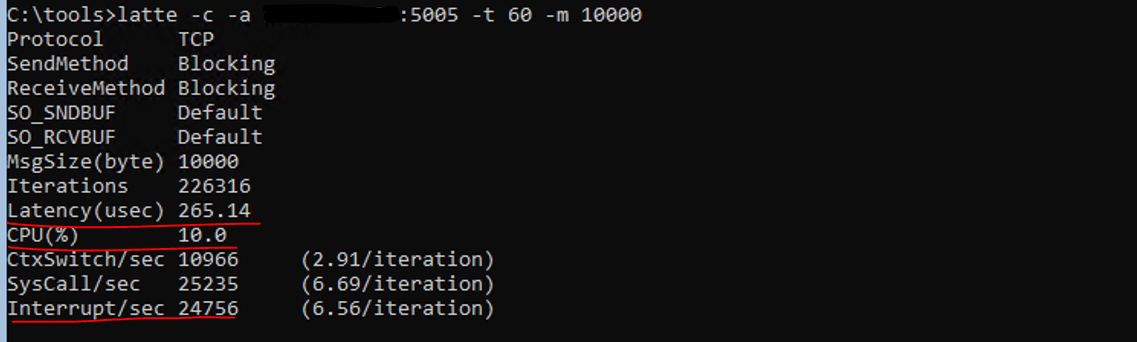 C:\tools>latte -c -a :5005 -t 60 -m 10000
Protocol TCP
SendMethod Blocking
ReceiveMethod Blocking
SO_SNDBUF Default
SO_RCVBUF Default
MsgSize(byte) 10000
Iterations 226316
Latency(usec) 265.14
CPU(%) 10.0
CtxSwitch/sec 10966 (2.91/iteration)
SysCall/sec 25235 (6.69/iteration)
Interrupt/sec 24756 (6.56/iteration)